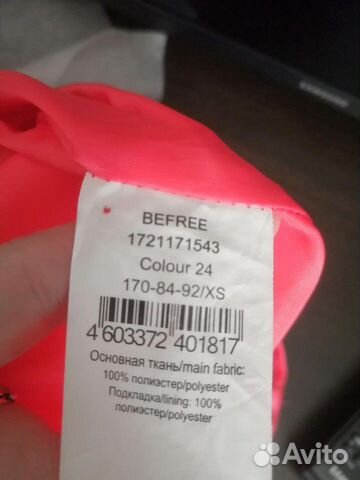 BEFREE
1721171543
Colour 24
170-84-92/XS
4 603372 401817
Основная ткань/main fabric:
100% полиэстер/polyester
Подкладка/lining: 100%
полиэстер/polyester
Avito